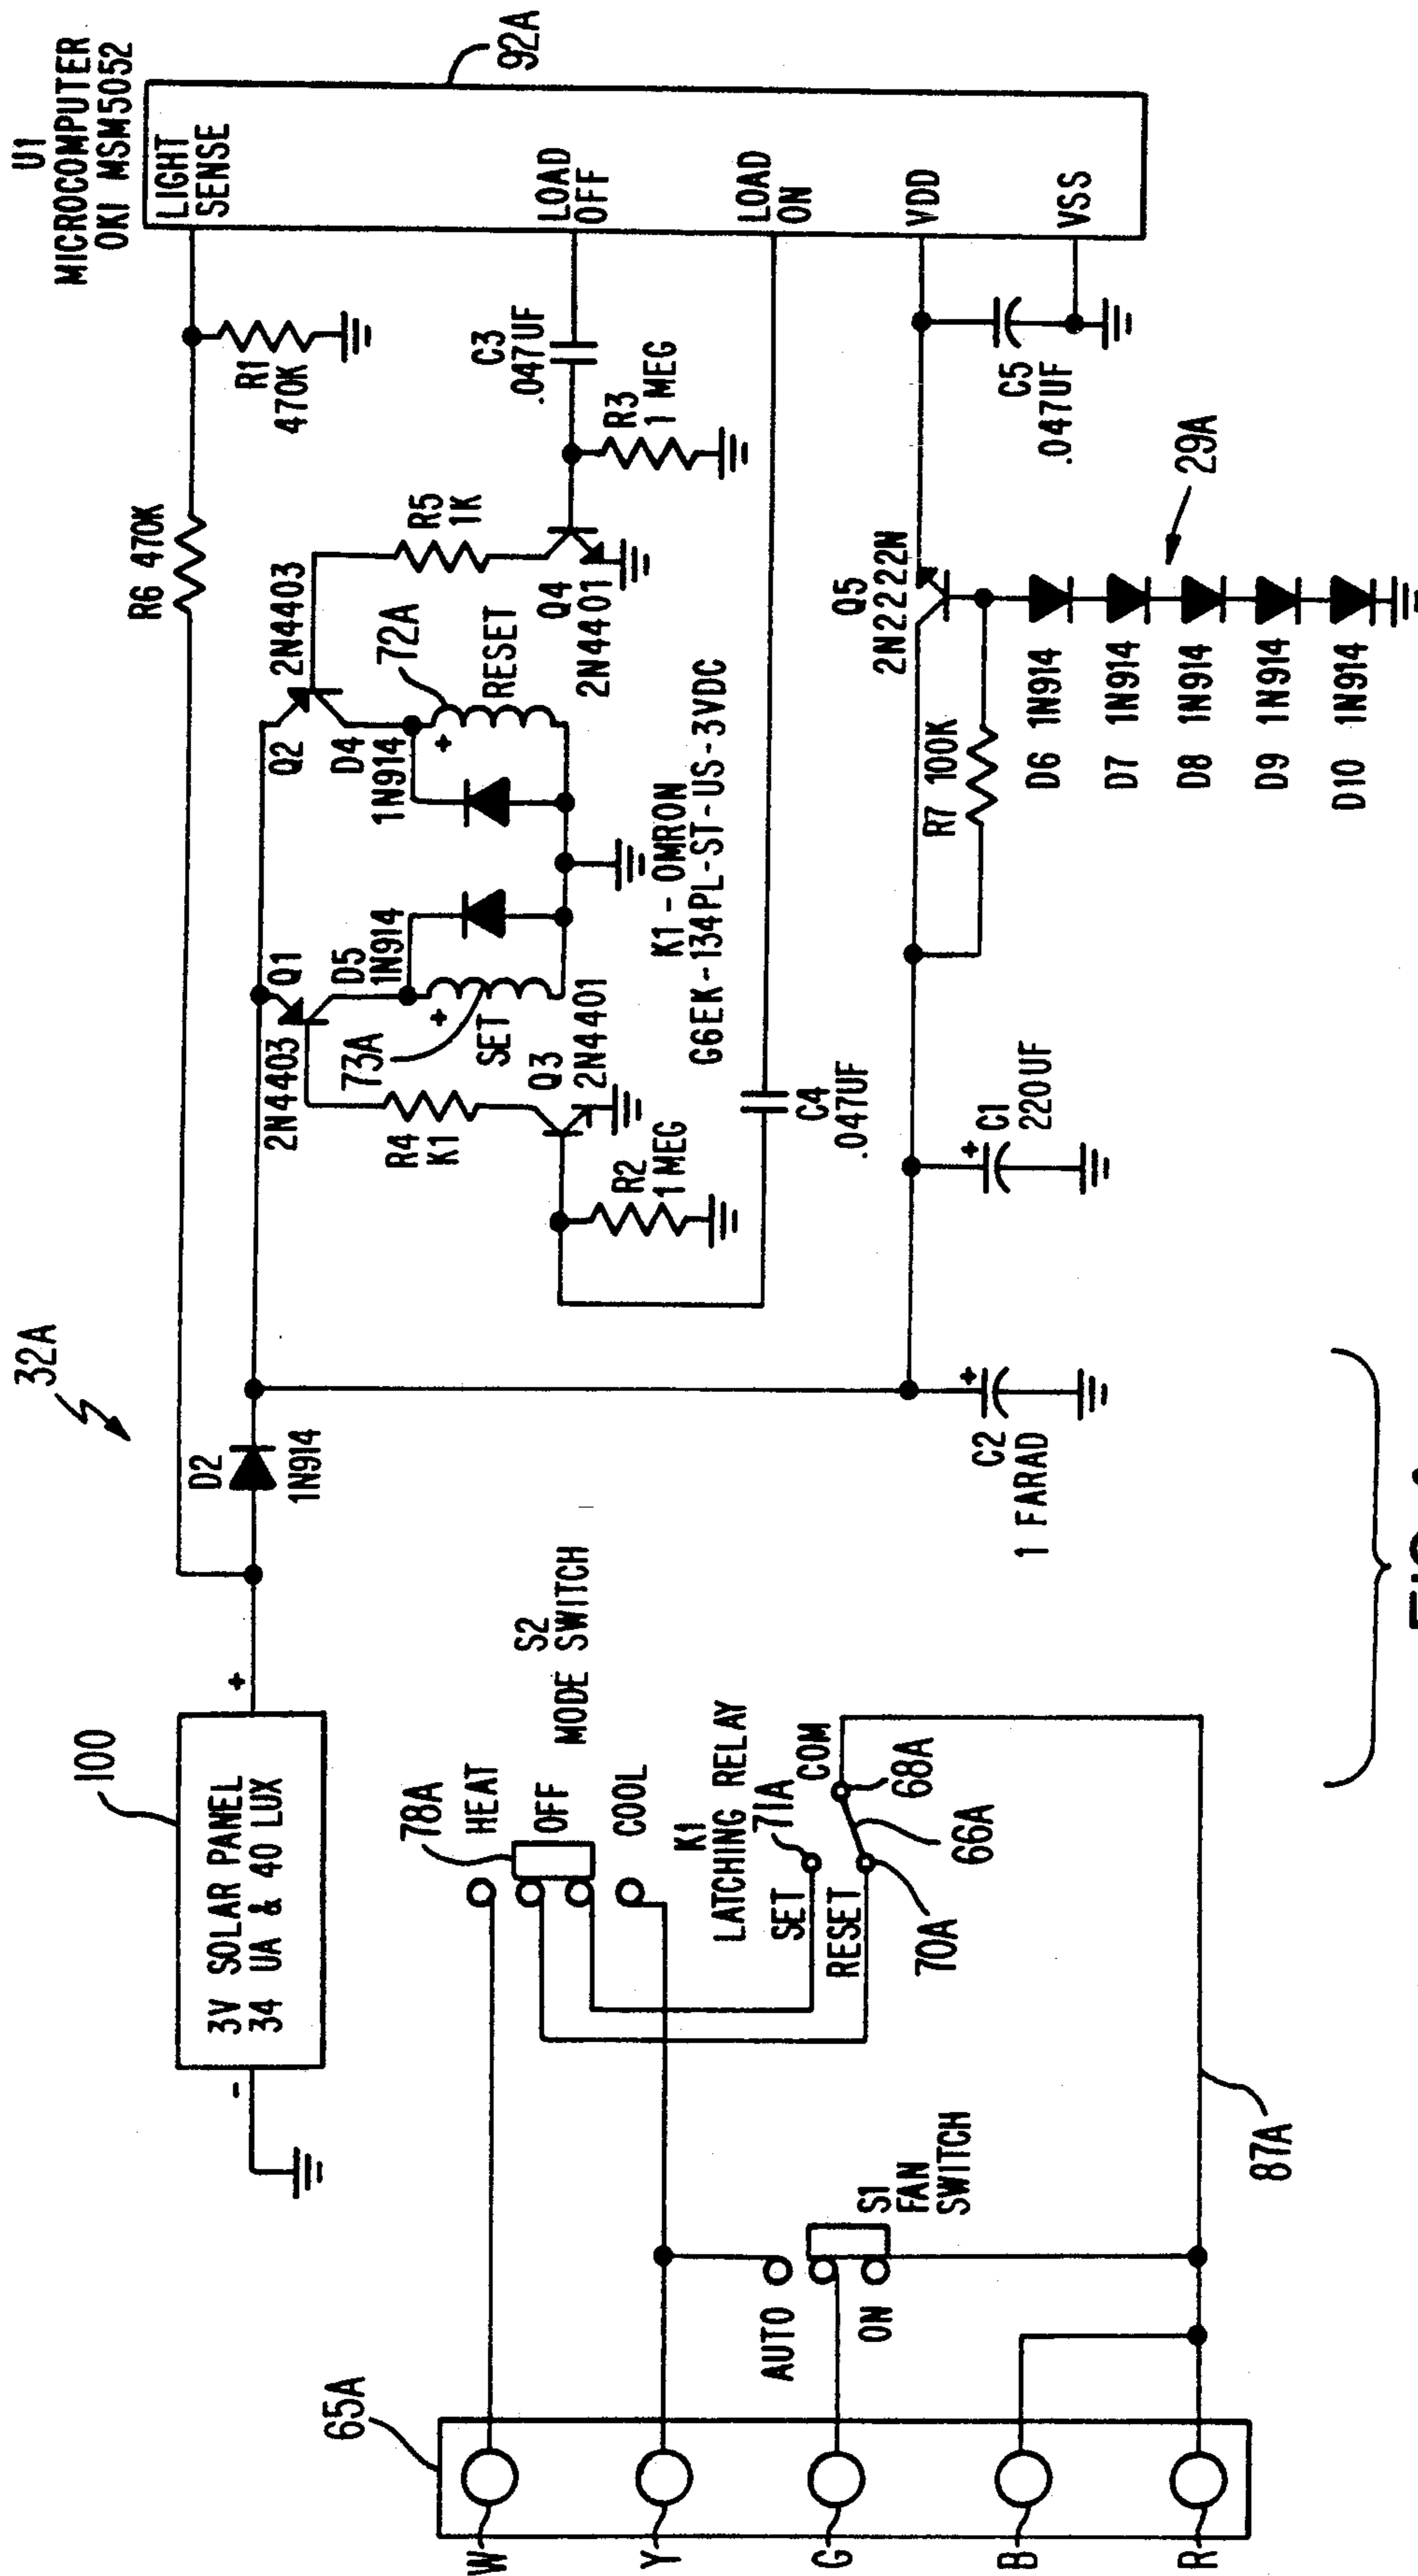 U1
MICROCOMPUTER
OKI MSM5052
LIGHT
SENSE
LOAD
OFF
LOAD
ON
VDD
VSS
92A
R6 470K
R1
470K
C3
.047UF
R3
1 MEG
R5
1K
Q4
2N4401
2N4403
Q2
D4
1N914
+
RESET
72A
Q1
2N4403
D5
1N914
+
SET
73A
Q3
2N4401
R4
K1
R2
1MEG
K1 - OMRON
G6EK-134PL-ST-US-3VDC
C4
.047UF
C5
.047UF
Q5
2N2222N
29A
R7 100K
D6 1N914
D7 1N914
D8 1N914
D9 1N914
D10 1N914
+
C1
220UF
+
C2
1 FARAD
32A
D2
1N914
100
3V SOLAR PANEL
34 UA & 40 LUX
-
+
S2
MODE SWITCH
78A
HEAT
OFF
COOL
K1
LATCHING RELAY
71A
SET
RESET
COM
68A
66A
70A
87A
S1
FAN
SWITCH
AUTO
ON
65A
W
Y
G
B
R